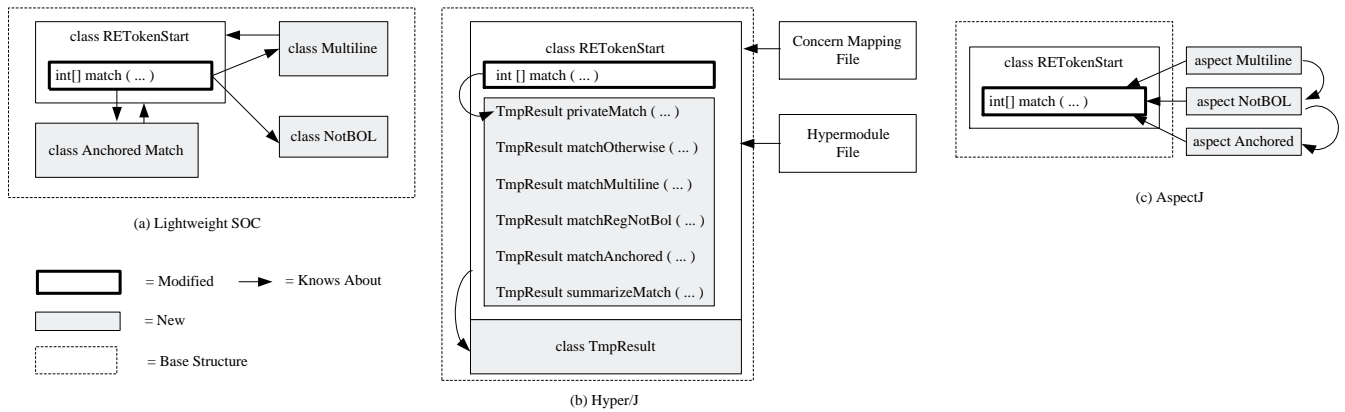 class RETokenStart
int[] match ( ... )
class Multiline
class NotBOL
class Anchored Match
(a) Lightweight SOC
= Modified
= Knows About
= New
= Base Structure
class RETokenStart
int [] match ( ... )
TmpResult privateMatch ( ... )
TmpResult matchOtherwise ( ... )
TmpResult matchMultiline ( ... )
TmpResult matchRegNotBol ( ... )
TmpResult matchAnchored ( ... )
TmpResult summarizeMatch ( ... )
class TmpResult
(b) Hyper/J
Concern Mapping
File
Hypermodule
File
class RETokenStart
int[] match ( ... )
aspect Multiline
aspect NotBOL
aspect Anchored
(c) AspectJ